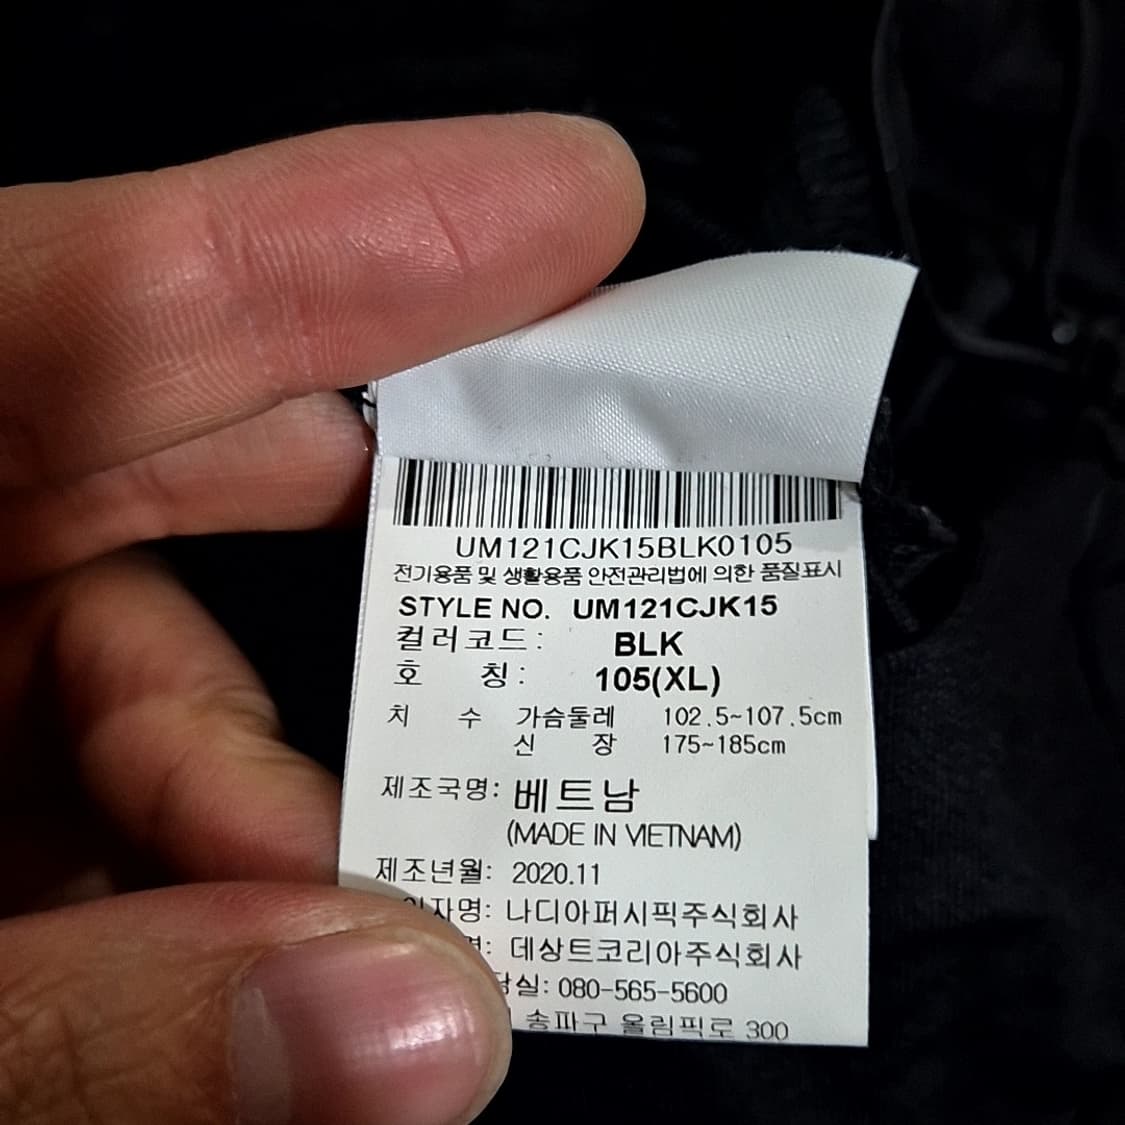 UM121CJK15BLK0105
전기용품 및 생활용품 안전관리법에 의한 품질표시
STYLE NO. UM121CJK15
컬러코드: BLK
호 칭: 105(XL)
치 수 가슴둘레 102.5~107.5cm
신 장 175~185cm
제조국명: 베트남
(MADE IN VIETNAM)
제조년월: 2020.11
자명: 나디아퍼시픽주식회사
명: 데상트코리아주식회사
실: 080-565-5600
송파구 올림픽로 300